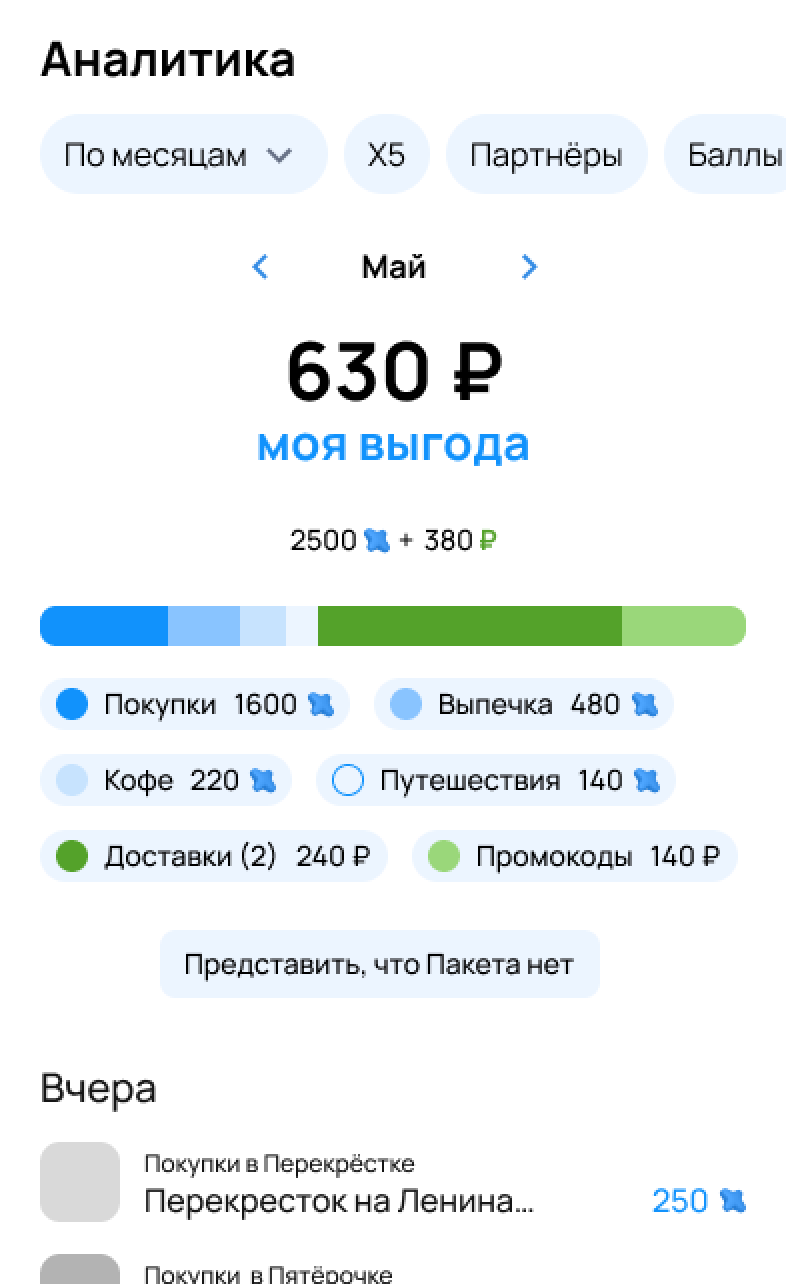 Аналитика
По месяцам X5 Партнёры Баллы
Май
630 ₽
моя выгода
2500 + 380 ₽
Покупки 1600 Выпечка 480
Кофе 220 Путешествия 140
Доставки (2) 240 ₽ Промокоды 140 ₽
Представить, что Пакета нет
Вчера
Покупки в Перекрёстке
Перекресток на Ленина... 250
Покупки в Пятёрочке